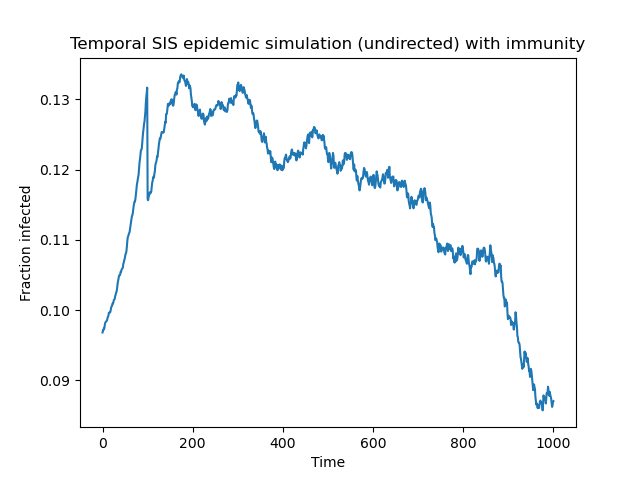 Temporal SIS epidemic simulation (undirected) with immunity
Fraction infected
0.13
0.12
0.11
0.10
0.09
0 200 400 600 800 1000
Time